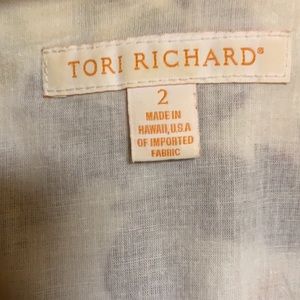 TORI RICHARD®
2
MADE IN
HAWAII, U.S.A
OF IMPORTED
FABRIC